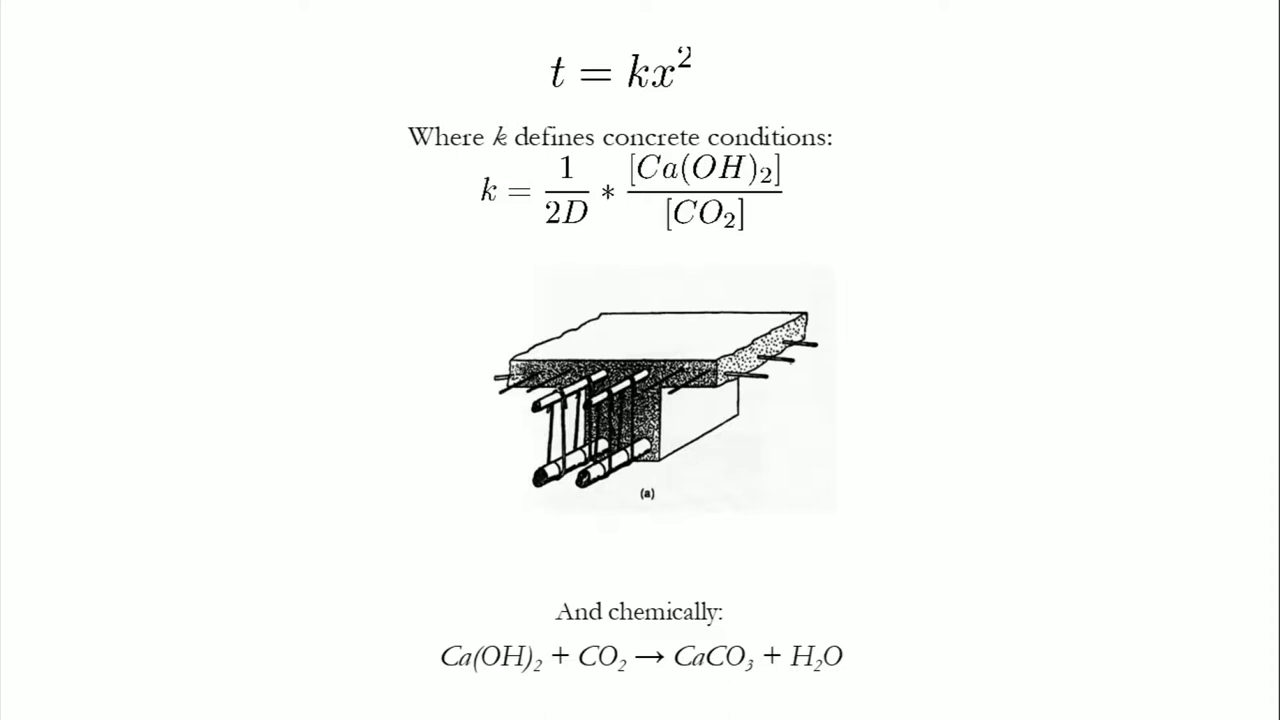 t = kx²
Where k defines concrete conditions:
k = 1/2D * [Ca(OH)₂]/[CO₂]
(a)
And chemically:
Ca(OH)₂ + CO₂ → CaCO₃ + H₂O